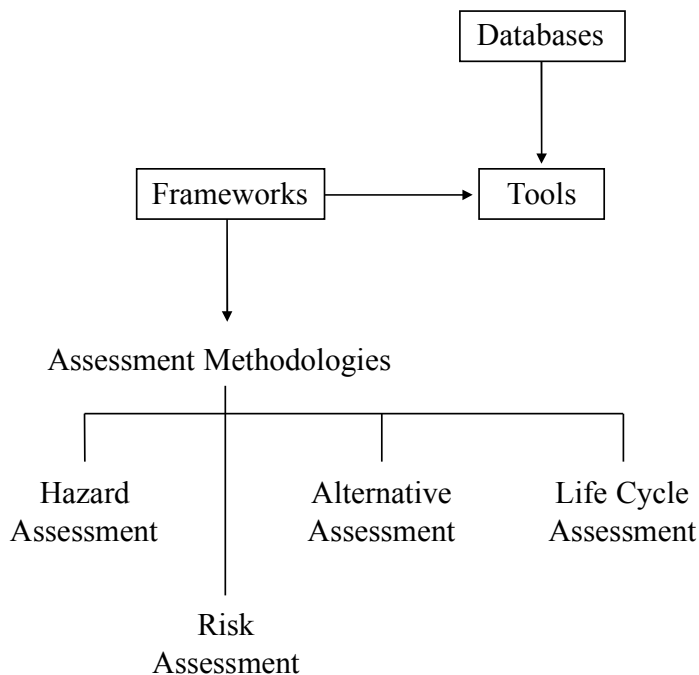 Databases
Frameworks
Tools
Assessment Methodologies
Hazard
Assessment
Alternative
Assessment
Life Cycle
Assessment
Risk
Assessment